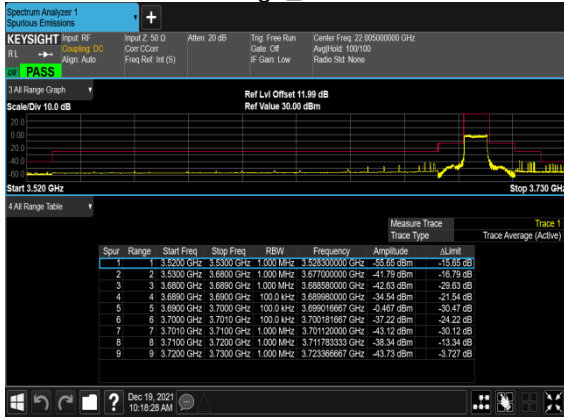 Spectrum Analyzer 1
Spurious Emissions
+
KEYSIGHT Input: RF Input Z: 50 Ω Atten: 20 dB Trig: Free Run Center Freq: 22.005000000 GHz
RL Coupling: DC Corr CCorr Gate: Off Avg|Hold: 100/100
Align: Auto Freq Ref: Int (S) IF Gain: Low Radio Std: None
PASS
3 All Range Graph Ref Lvl Offset 11.99 dB
Scale/Div 10.0 dB Ref Value 30.00 dBm
20.0
0.00
-20.0
-40.0
-60.0
Start 3.520 GHz Stop 3.730 GHz
4 All Range Table
Measure Trace Trace 1
Trace Type Trace Average (Active)
Spur Range Start Freq Stop Freq RBW Frequency Amplitude ΔLimit
1 1 3.5200 GHz 3.5300 GHz 1.000 MHz 3.528300000 GHz -55.65 dBm -15.65 dB
2 2 3.5300 GHz 3.6800 GHz 1.000 MHz 3.677000000 GHz -41.79 dBm -16.79 dB
3 3 3.6800 GHz 3.6890 GHz 1.000 MHz 3.688580000 GHz -42.63 dBm -29.63 dB
4 4 3.6890 GHz 3.6900 GHz 100.0 kHz 3.689980000 GHz -34.54 dBm -21.54 dB
5 5 3.6900 GHz 3.7000 GHz 100.0 kHz 3.699016667 GHz -0.467 dBm -30.47 dB
6 6 3.7000 GHz 3.7010 GHz 100.0 kHz 3.700181667 GHz -37.22 dBm -24.22 dB
7 7 3.7010 GHz 3.7100 GHz 1.000 MHz 3.701120000 GHz -43.12 dBm -30.12 dB
8 8 3.7100 GHz 3.7200 GHz 1.000 MHz 3.711783333 GHz -38.34 dBm -13.34 dB
9 9 3.7200 GHz 3.7300 GHz 1.000 MHz 3.723366667 GHz -43.73 dBm -3.727 dB
? Dec 19, 2021
10:18:28 AM